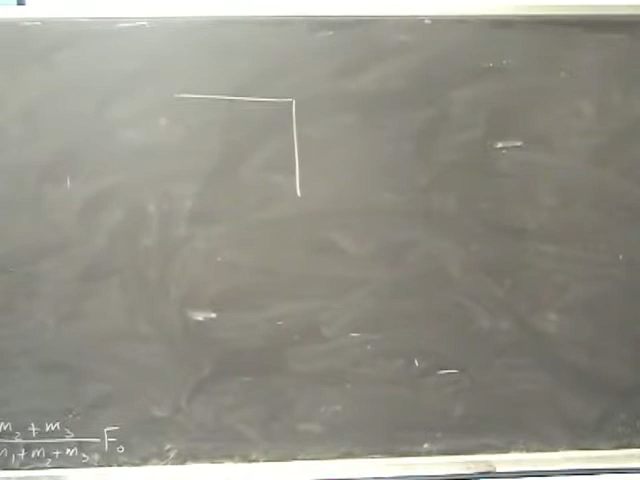 m₂ + m₃
m₁ + m₂ + m₃ F₀